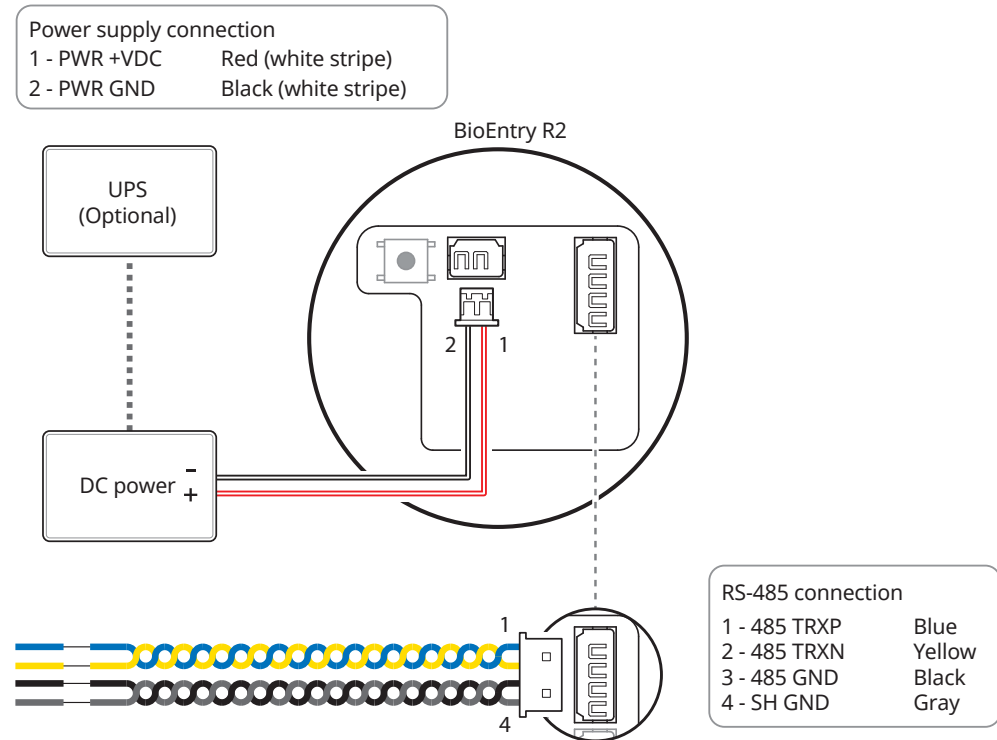 Power supply connection
1 - PWR +VDC Red (white stripe)
2 - PWR GND Black (white stripe)
BioEntry R2
UPS
(Optional)
2 1
DC power - +
1
4
RS-485 connection
1 - 485 TRXP Blue
2 - 485 TRXN Yellow
3 - 485 GND Black
4 - SH GND Gray